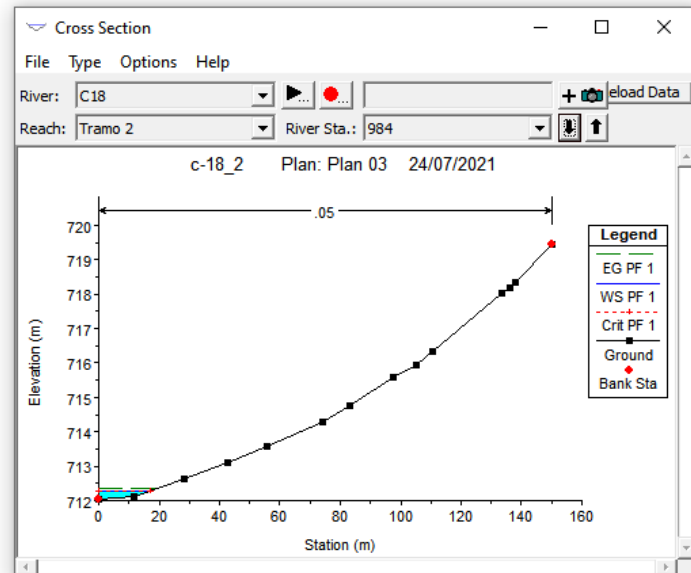 Cross Section
File Type Options Help
River: C18 ... ... + eload Data
Reach: Tramo 2 River Sta.: 984
c-18_2 Plan: Plan 03 24/07/2021
.05
720
719
718
717
716
715
714
713
712
0 20 40 60 80 100 120 140 160
Elevation (m)
Station (m)
Legend
EG PF 1
WS PF 1
Crit PF 1
Ground
Bank Sta